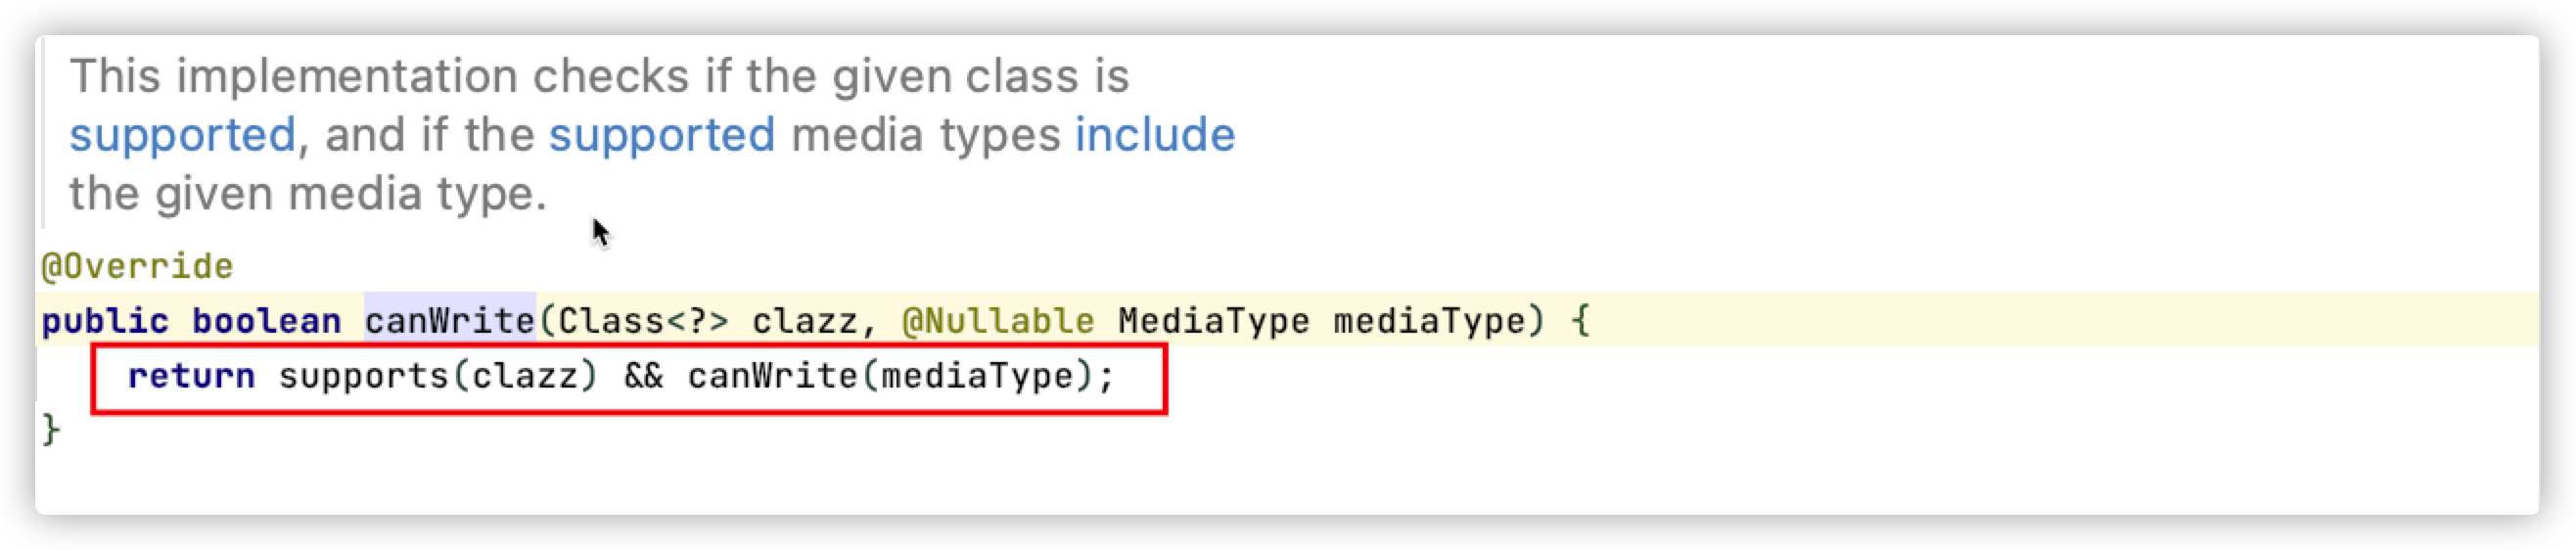 This implementation checks if the given class is
supported, and if the supported media types include
the given media type.
@Override
public boolean canWrite(Class<?> clazz, @Nullable MediaType mediaType) {
return supports(clazz) && canWrite(mediaType);
}